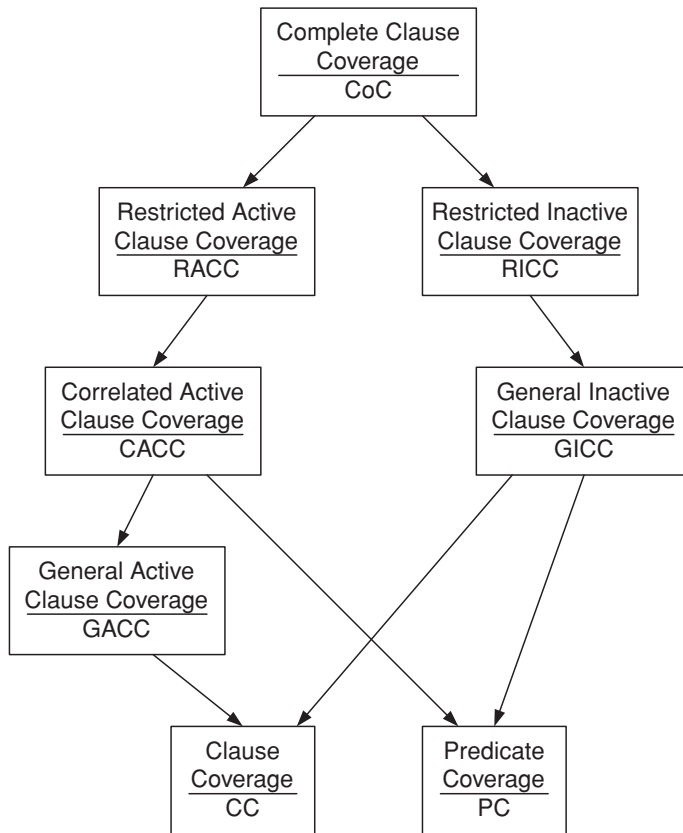 Complete Clause
Coverage
CoC
Restricted Active
Clause Coverage
RACC
Restricted Inactive
Clause Coverage
RICC
Correlated Active
Clause Coverage
CACC
General Inactive
Clause Coverage
GICC
General Active
Clause Coverage
GACC
Clause
Coverage
CC
Predicate
Coverage
PC